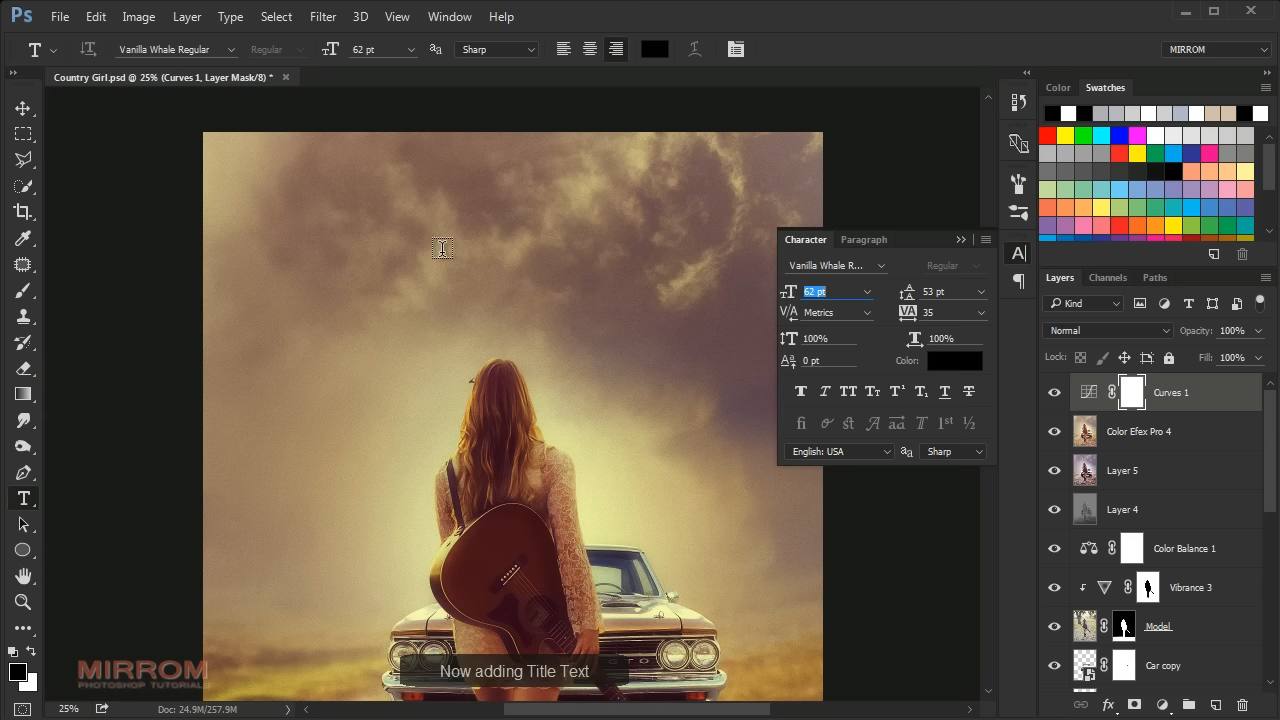 Ps File Edit Image Layer Type Select Filter 3D View Window Help
T Vanilla Whale Regular Regular 62 pt Sharp MIRROM
Country Girl.psd @ 25% (Curves 1, Layer Mask/8) *
Color Swatches
Character Paragraph
Vanilla Whale R... Regular
62 pt 53 pt
Metrics 35
100% 100%
0 pt Color:
English: USA Sharp
Layers Channels Paths
Kind
Normal Opacity: 100%
Lock: Fill: 100%
Curves 1
Color Efex Pro 4
Layer 5
Layer 4
Color Balance 1
Vibrance 3
Model
Car copy
MIRROM
PHOTOSHOP TUTORIALS
Now adding Title Text
25% Doc: 24.9M/257.9M